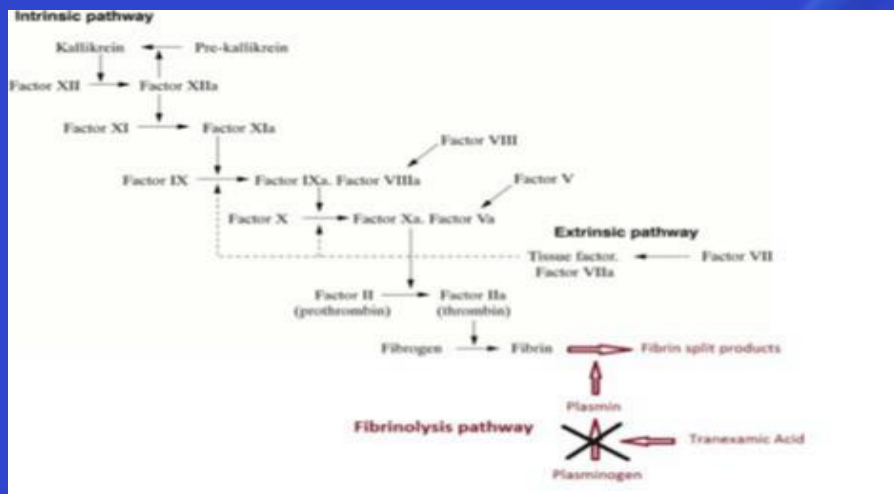 Intrinsic pathway
Kallikrein Pre-kallikrein
Factor XII Factor XIIa
Factor XI Factor XIa
Factor VIII
Factor IX Factor IXa. Factor VIIIa
Factor V
Factor X Factor Xa. Factor Va
Extrinsic pathway
Tissue factor. Factor VII
Factor VIIa
Factor II Factor IIa
(prothrombin) (thrombin)
Fibrogen Fibrin Fibrin split products
Plasmin
Fibrinolysis pathway
Tranexamic Acid
Plasminogen